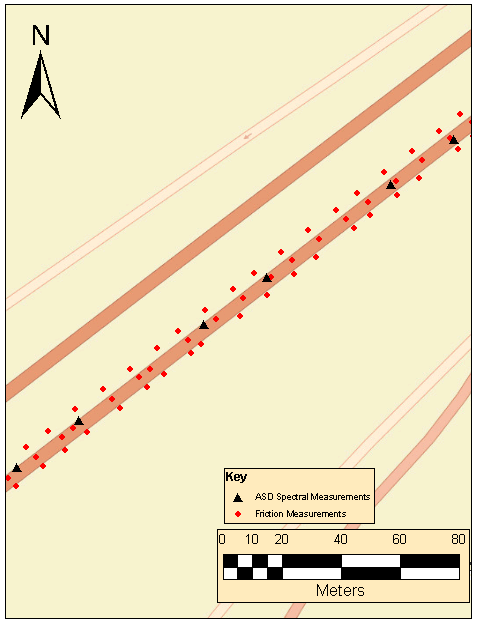 N
Key
ASD Spectral Measurements
Friction Measurements
0 10 20 40 60 80
Meters